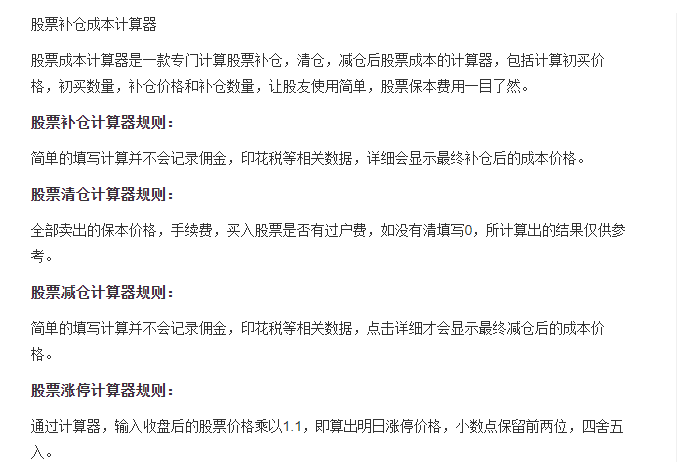 股票补仓成本计算器
股票成本计算器是一款专门计算股票补仓，清仓，减仓后股票成本的计算器，包括计算初买价
格，初买数量，补仓价格和补仓数量，让股友使用简单，股票保本费用一目了然。
股票补仓计算器规则：
简单的填写计算并不会记录佣金，印花税等相关数据，详细会显示最终补仓后的成本价格。
股票清仓计算器规则：
全部卖出的保本价格，手续费，买入股票是否有过户费，如没有清填写0，所计算出的结果仅供参
考。
股票减仓计算器规则：
简单的填写计算并不会记录佣金，印花税等相关数据，点击详细才会显示最终减仓后的成本价
格。
股票涨停计算器规则：
通过计算器，输入收盘后的股票价格乘以1.1，即算出明日涨停价格，小数点保留前两位，四舍五
入。